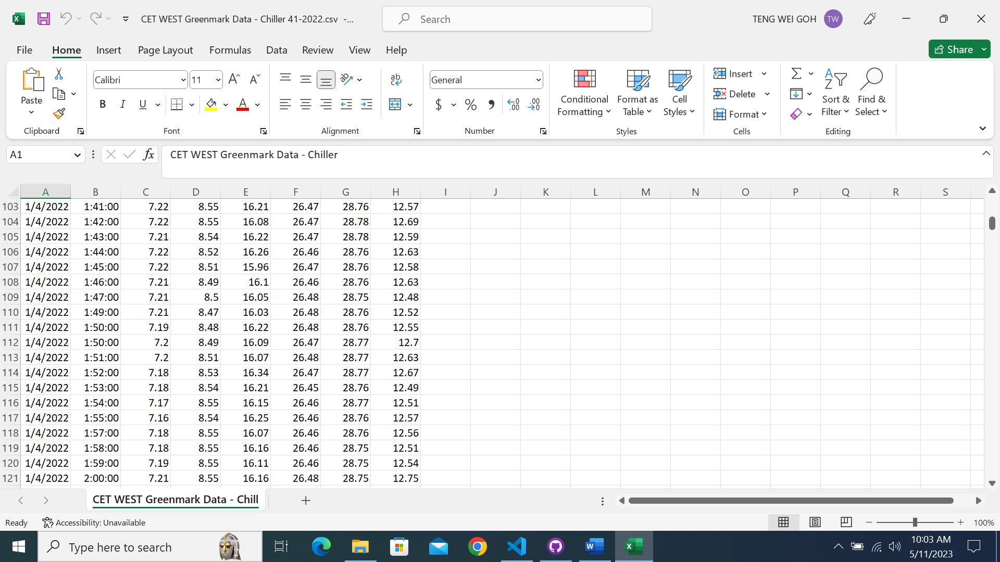 CET WEST Greenmark Data - Chiller 41-2022.csv -...
Search
TENG WEI GOH TW
File Home Insert Page Layout Formulas Data Review View Help
Share
Paste
Calibri 11
General
Conditional Formatting
Format as Table
Cell Styles
Insert
Delete
Format
Sort & Filter
Find & Select
Clipboard Font Alignment Number Styles Cells Editing
A1 fx CET WEST Greenmark Data - Chiller
A B C D E F G H I J K L M N O P Q R S
103 1/4/2022 1:41:00 7.22 8.55 16.21 26.47 28.76 12.57
104 1/4/2022 1:42:00 7.22 8.55 16.08 26.47 28.78 12.69
105 1/4/2022 1:43:00 7.21 8.54 16.22 26.47 28.78 12.59
106 1/4/2022 1:44:00 7.22 8.52 16.26 26.46 28.76 12.63
107 1/4/2022 1:45:00 7.22 8.51 15.96 26.47 28.76 12.58
108 1/4/2022 1:46:00 7.21 8.49 16.1 26.46 28.76 12.63
109 1/4/2022 1:47:00 7.21 8.5 16.05 26.48 28.75 12.48
110 1/4/2022 1:49:00 7.21 8.47 16.03 26.48 28.76 12.52
111 1/4/2022 1:50:00 7.19 8.48 16.22 26.48 28.76 12.55
112 1/4/2022 1:50:00 7.2 8.49 16.09 26.47 28.77 12.7
113 1/4/2022 1:51:00 7.2 8.51 16.07 26.48 28.77 12.63
114 1/4/2022 1:52:00 7.18 8.53 16.34 26.47 28.77 12.67
115 1/4/2022 1:53:00 7.18 8.54 16.21 26.45 28.76 12.49
116 1/4/2022 1:54:00 7.17 8.55 16.15 26.46 28.77 12.51
117 1/4/2022 1:55:00 7.16 8.54 16.25 26.46 28.76 12.57
118 1/4/2022 1:57:00 7.18 8.55 16.07 26.46 28.76 12.56
119 1/4/2022 1:58:00 7.18 8.55 16.16 26.46 28.75 12.51
120 1/4/2022 1:59:00 7.19 8.55 16.11 26.46 28.75 12.54
121 1/4/2022 2:00:00 7.21 8.55 16.16 26.48 28.75 12.75
CET WEST Greenmark Data - Chill
Ready Accessibility: Unavailable 100%
Type here to search
10:03 AM
5/11/2023